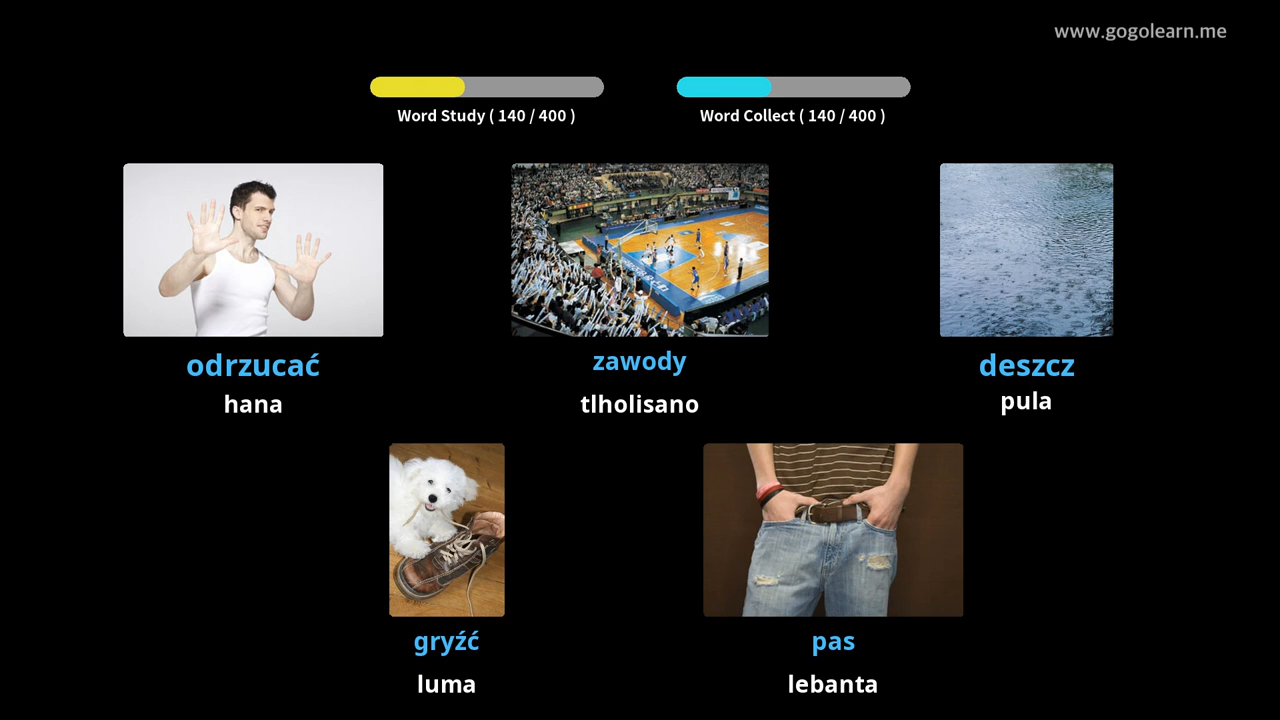 www.gogolearn.me
Word Study ( 140 / 400 )
Word Collect ( 140 / 400 )
odrzucać
zawody
deszcz
hana
tlholisano
pula
gryźć
pas
luma
lebanta